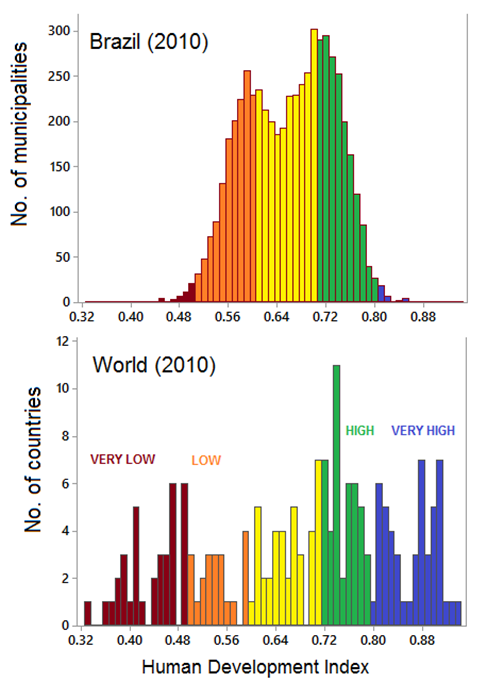 Brazil (2010)
No. of municipalities
300
250
200
150
100
50
0
0.32 0.40 0.48 0.56 0.64 0.72 0.80 0.88
World (2010)
No. of countries
12
10
8
6
4
2
0
VERY LOW LOW HIGH VERY HIGH
0.32 0.40 0.48 0.56 0.64 0.72 0.80 0.88
Human Development Index